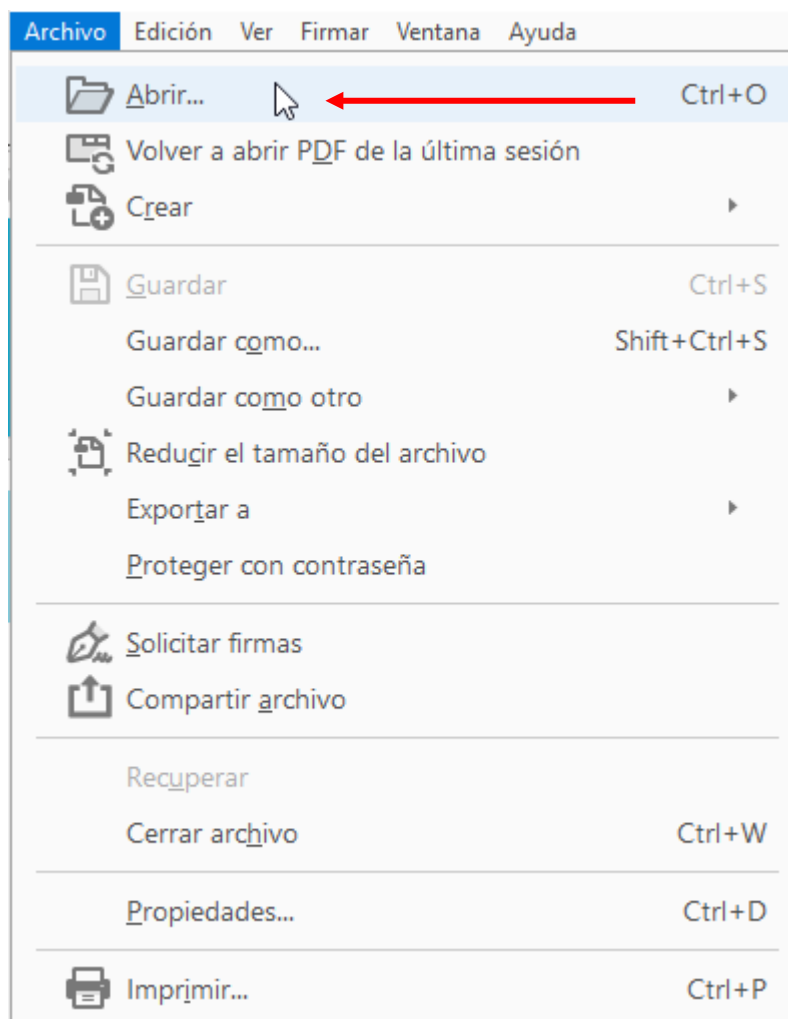 Archivo Edición Ver Firmar Ventana Ayuda
Abrir... Ctrl+O
Volver a abrir PDF de la última sesión
Crear
Guardar Ctrl+S
Guardar como... Shift+Ctrl+S
Guardar como otro
Reducir el tamaño del archivo
Exportar a
Proteger con contraseña
Solicitar firmas
Compartir archivo
Recuperar
Cerrar archivo Ctrl+W
Propiedades... Ctrl+D
Imprimir... Ctrl+P